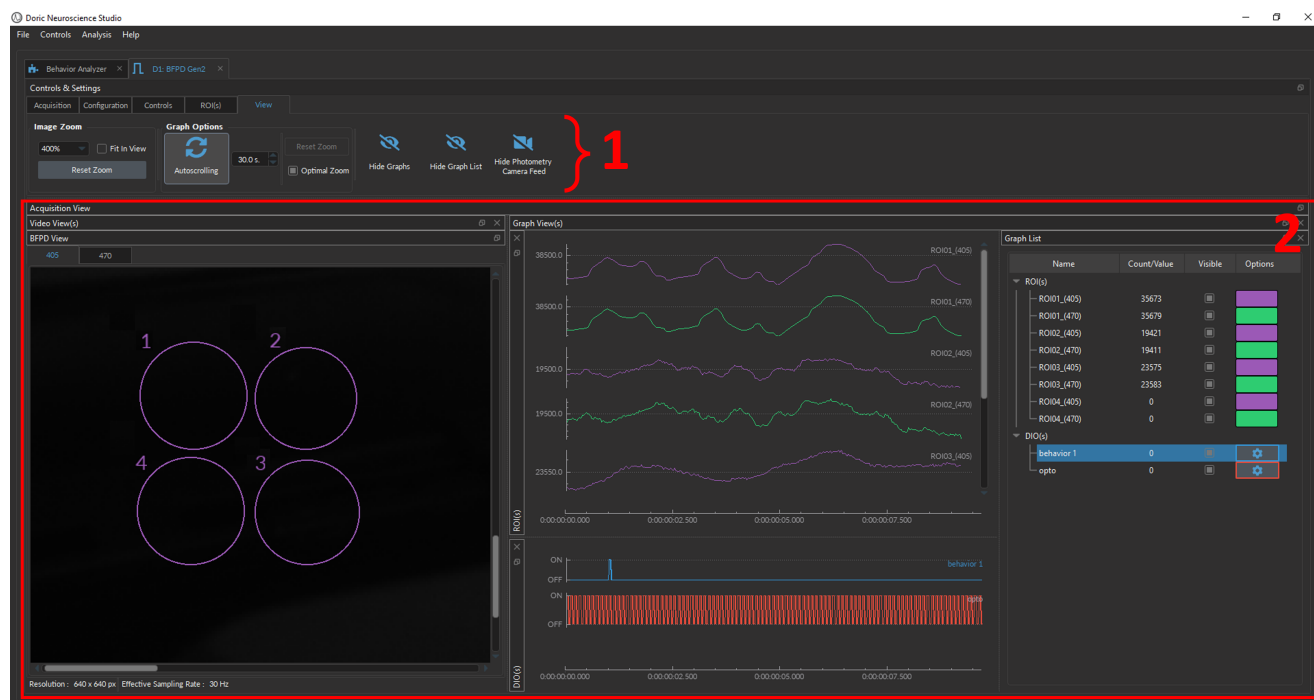 Doric Neuroscience Studio
File Controls Analysis Help
Behavior Analyzer × D1: BFPD Gen2 ×
Controls & Settings
Acquisition Configuration Controls ROI(s) View
Image Zoom
400%
Fit In View
Reset Zoom
Graph Options
Autoscrolling
30.0 s.
Reset Zoom
Optimal Zoom
Hide Graphs
Hide Graph List
Hide Photometry
Camera Feed
1
Acquisition View
2
Video View(s)
BFPD View
405 470
1 2
4 3
Resolution : 640 x 640 px Effective Sampling Rate : 30 Hz
Graph View(s)
38500.0 ROI01_(405)
38500.0 ROI01_(470)
19500.0 ROI02_(405)
19500.0 ROI02_(470)
23550.0 ROI03_(405)
ROI(s)
0:00:00:00.000 0:00:00:02.500 0:00:00:05.000 0:00:00:07.500
ON behavior 1
OFF
ON opto
OFF
DIO(s)
0:00:00:00.000 0:00:00:02.500 0:00:00:05.000 0:00:00:07.500
Graph List
Name Count/Value Visible Options
ROI(s)
ROI01_(405) 35673
ROI01_(470) 35679
ROI02_(405) 19421
ROI02_(470) 19411
ROI03_(405) 23575
ROI03_(470) 23583
ROI04_(405) 0
ROI04_(470) 0
DIO(s)
behavior 1 0
opto 0